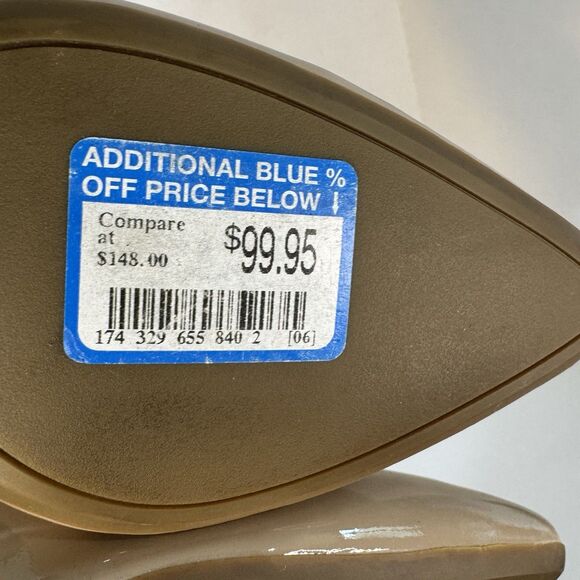 ADDITIONAL BLUE %
OFF PRICE BELOW ↓
Compare
at
$148.00
$99.95
174 329 655 840 2 [06]